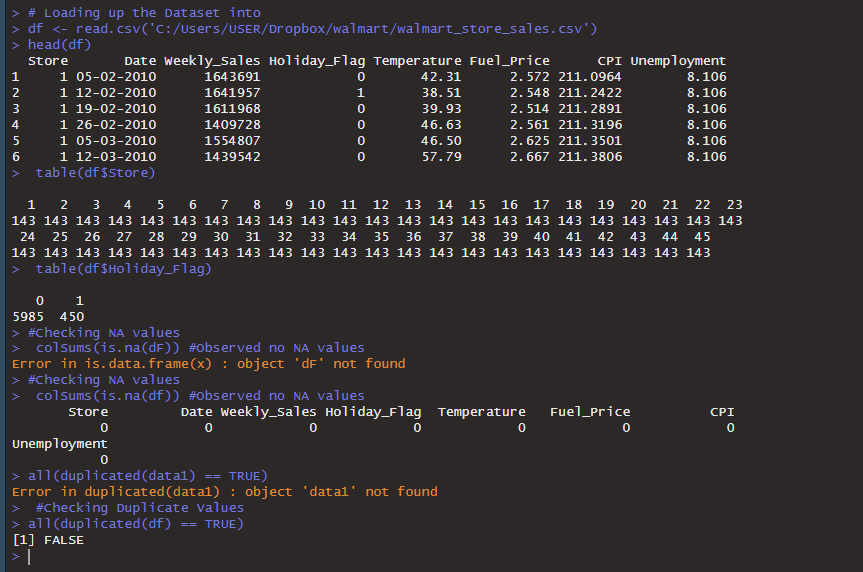 > # Loading up the Dataset into
> df <- read.csv('C:/Users/USER/Dropbox/walmart/walmart_store_sales.csv')
> head(df)
  Store       Date Weekly_Sales Holiday_Flag Temperature Fuel_Price      CPI Unemployment
1     1 05-02-2010      1643691            0       42.31      2.572 211.0964        8.106
2     1 12-02-2010      1641957            1       38.51      2.548 211.2422        8.106
3     1 19-02-2010      1611968            0       39.93      2.514 211.2891        8.106
4     1 26-02-2010      1409728            0       46.63      2.561 211.3196        8.106
5     1 05-03-2010      1554807            0       46.50      2.625 211.3501        8.106
6     1 12-03-2010      1439542            0       57.79      2.667 211.3806        8.106
>  table(df$Store)
  1   2   3   4   5   6   7   8   9  10  11  12  13  14  15  16  17  18  19  20  21  22  23
143 143 143 143 143 143 143 143 143 143 143 143 143 143 143 143 143 143 143 143 143 143 143
 24  25  26  27  28  29  30  31  32  33  34  35  36  37  38  39  40  41  42  43  44  45
143 143 143 143 143 143 143 143 143 143 143 143 143 143 143 143 143 143 143 143 143 143
>  table(df$Holiday_Flag)
   0    1
5985  450
> #Checking NA values
>  colSums(is.na(dF)) #Observed no NA values
Error in is.data.frame(x) : object 'dF' not found
> #Checking NA values
>  colSums(is.na(df)) #Observed no NA values
       Store         Date Weekly_Sales Holiday_Flag  Temperature   Fuel_Price          CPI
           0            0            0            0            0            0            0
Unemployment
           0
> all(duplicated(data1) == TRUE)
Error in duplicated(data1) : object 'data1' not found
>  #Checking Duplicate Values
> all(duplicated(df) == TRUE)
[1] FALSE
>